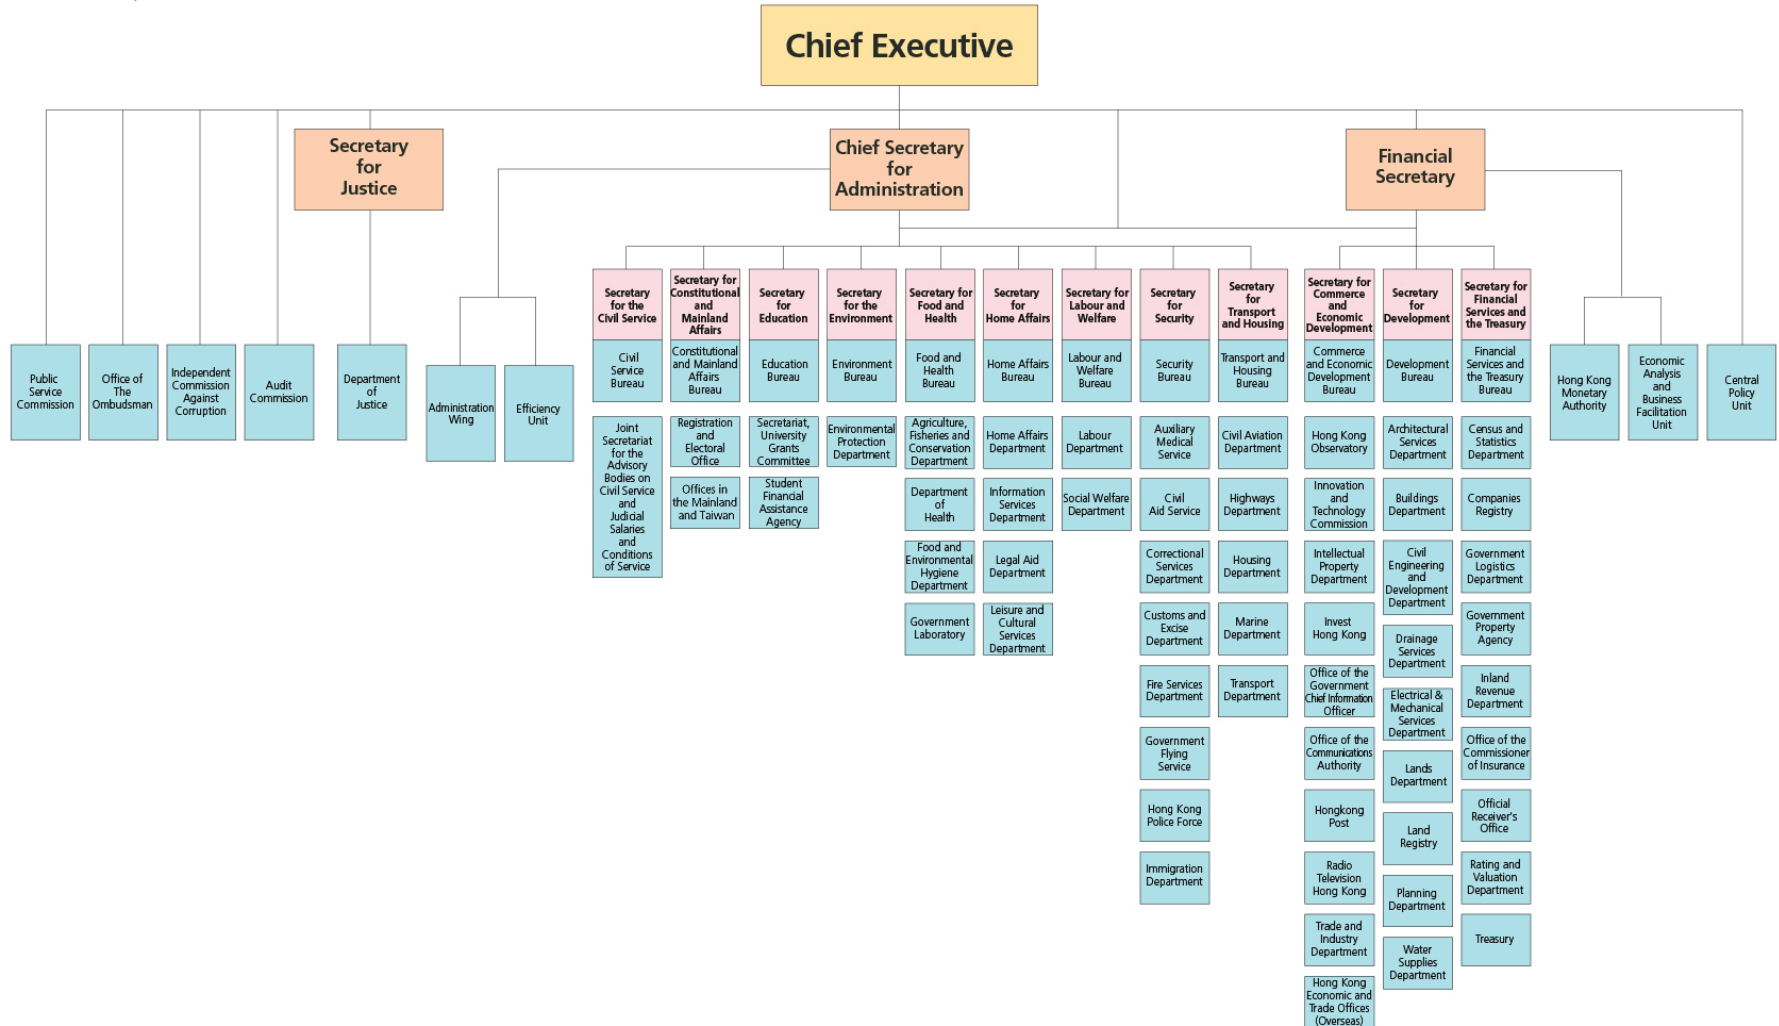 Chief Executive
Secretary
for
Justice
Chief Secretary
for
Administration
Financial
Secretary
Secretary
for the
Civil Service
Secretary for
Constitutional
and
Mainland
Affairs
Secretary
for
Education
Secretary
for the
Environment
Secretary for
Food and
Health
Secretary
for
Home Affairs
Secretary for
Labour and
Welfare
Secretary
for
Security
Secretary
for
Transport
and Housing
Secretary for
Commerce
and
Economic
Development
Secretary
for
Development
Secretary for
Financial
Services and
the Treasury
Public
Service
Commission
Office of
The
Ombudsman
Independent
Commission
Against
Corruption
Audit
Commission
Department
of
Justice
Administration
Wing
Efficiency
Unit
Civil
Service
Bureau
Constitutional
and Mainland
Affairs
Bureau
Education
Bureau
Environment
Bureau
Food and
Health
Bureau
Home Affairs
Bureau
Labour and
Welfare
Bureau
Security
Bureau
Transport and
Housing
Bureau
Commerce
and Economic
Development
Bureau
Development
Bureau
Financial
Services and
the Treasury
Bureau
Hong Kong
Monetary
Authority
Economic
Analysis
and
Business
Facilitation
Unit
Central
Policy
Unit
Joint
Secretariat
for the
Advisory
Bodies on
Civil Service
and
Judicial
Salaries
and
Conditions
of Service
Registration
and
Electoral
Office
Offices in
the Mainland
and Taiwan
Secretariat,
University
Grants
Committee
Student
Financial
Assistance
Agency
Environmental
Protection
Department
Agriculture,
Fisheries and
Conservation
Department
Department
of
Health
Food and
Environmental
Hygiene
Department
Government
Laboratory
Home Affairs
Department
Information
Services
Department
Legal Aid
Department
Leisure and
Cultural
Services
Department
Labour
Department
Social Welfare
Department
Auxiliary
Medical
Service
Civil
Aid Service
Correctional
Services
Department
Customs and
Excise
Department
Fire Services
Department
Government
Flying
Service
Hong Kong
Police Force
Immigration
Department
Civil Aviation
Department
Highways
Department
Housing
Department
Marine
Department
Transport
Department
Hong Kong
Observatory
Innovation
and
Technology
Commission
Intellectual
Property
Department
Invest
Hong Kong
Office of the
Government
Chief Information
Officer
Office of the
Communications
Authority
Hongkong
Post
Radio
Television
Hong Kong
Trade and
Industry
Department
Hong Kong
Economic and
Trade Offices
(Overseas)
Architectural
Services
Department
Buildings
Department
Civil
Engineering
and
Development
Department
Drainage
Services
Department
Electrical &
Mechanical
Services
Department
Lands
Department
Land
Registry
Planning
Department
Water
Supplies
Department
Census and
Statistics
Department
Companies
Registry
Government
Logistics
Department
Government
Property
Agency
Inland
Revenue
Department
Office of the
Commissioner
of Insurance
Official
Receiver's
Office
Rating and
Valuation
Department
Treasury